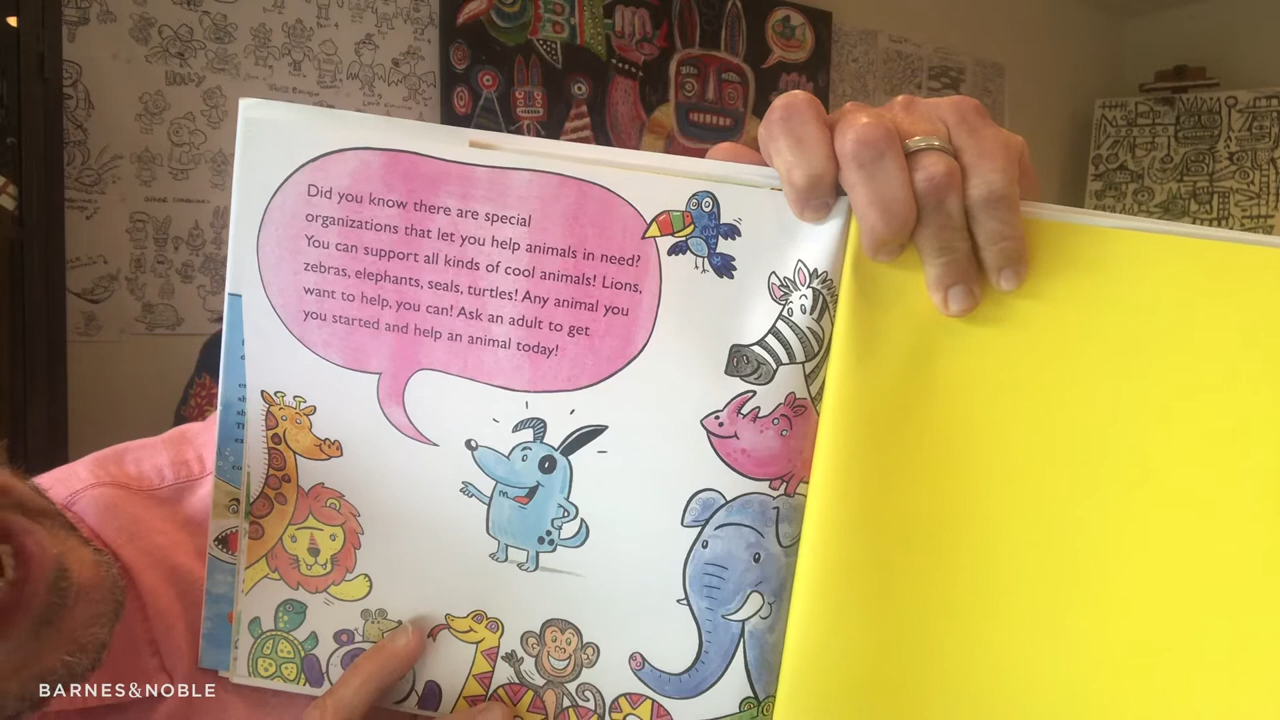 HOLLY
Did you know there are special
organizations that let you help animals in need?
You can support all kinds of cool animals! Lions,
zebras, elephants, seals, turtles! Any animal you
want to help, you can! Ask an adult to get
you started and help an animal today!
BARNES&NOBLE